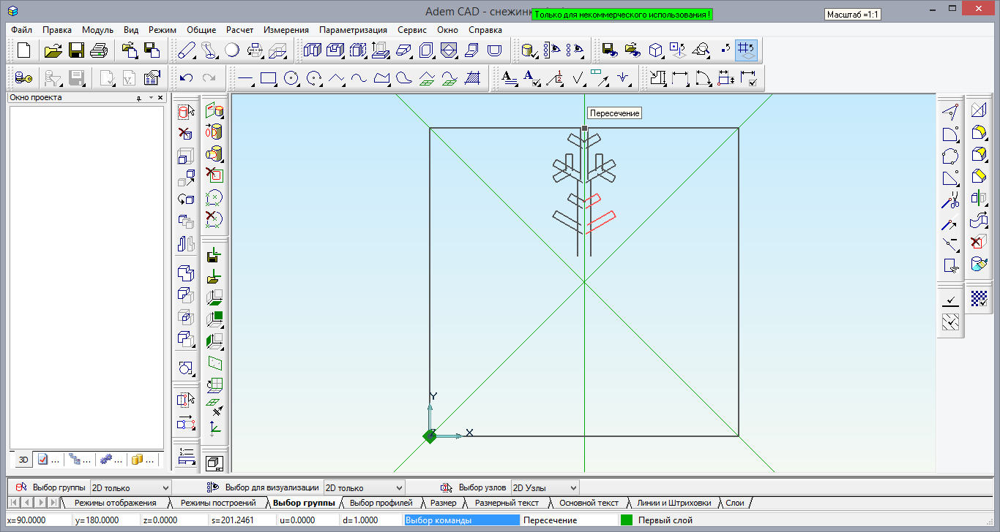 Adem CAD - снежинк
Только для некоммерческого использования !
Масштаб =1:1
Файл Правка Модуль Вид Режим Общие Расчет Измерения Параметризация Сервис Окно Справка
Окно проекта
Пересечение
Y
Z
X
3D ... ... ... ...
Выбор группы 2D только Выбор для визуализации 2D только Выбор узлов 2D Узлы
Режимы отображения Режимы построений Выбор группы Выбор профилей Размер Размерный текст Основной текст Линии и Штриховки Слои
x=90.0000 y=180.0000 z=0.0000 s=201.2461 u=0.0000 d=1.0000 Выбор команды Пересечение Первый слой